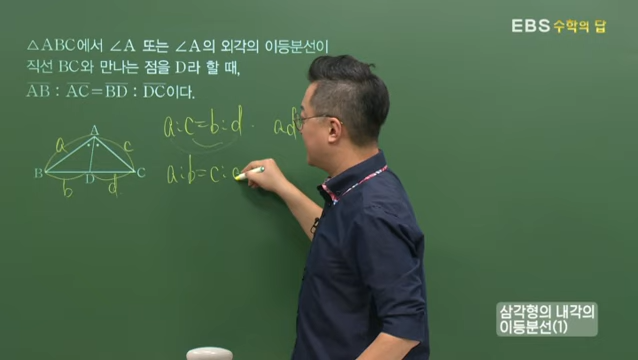 EBS 수학의 답
△ABC에서 ∠A 또는 ∠A의 외각의 이등분선이
직선 BC와 만나는 점을 D라 할 때,
AB : AC = BD : DC이다.
a:c=b:d. ad
a:b=c:
A
a c
B D C
b d
삼각형의 내각의
이등분선(1)